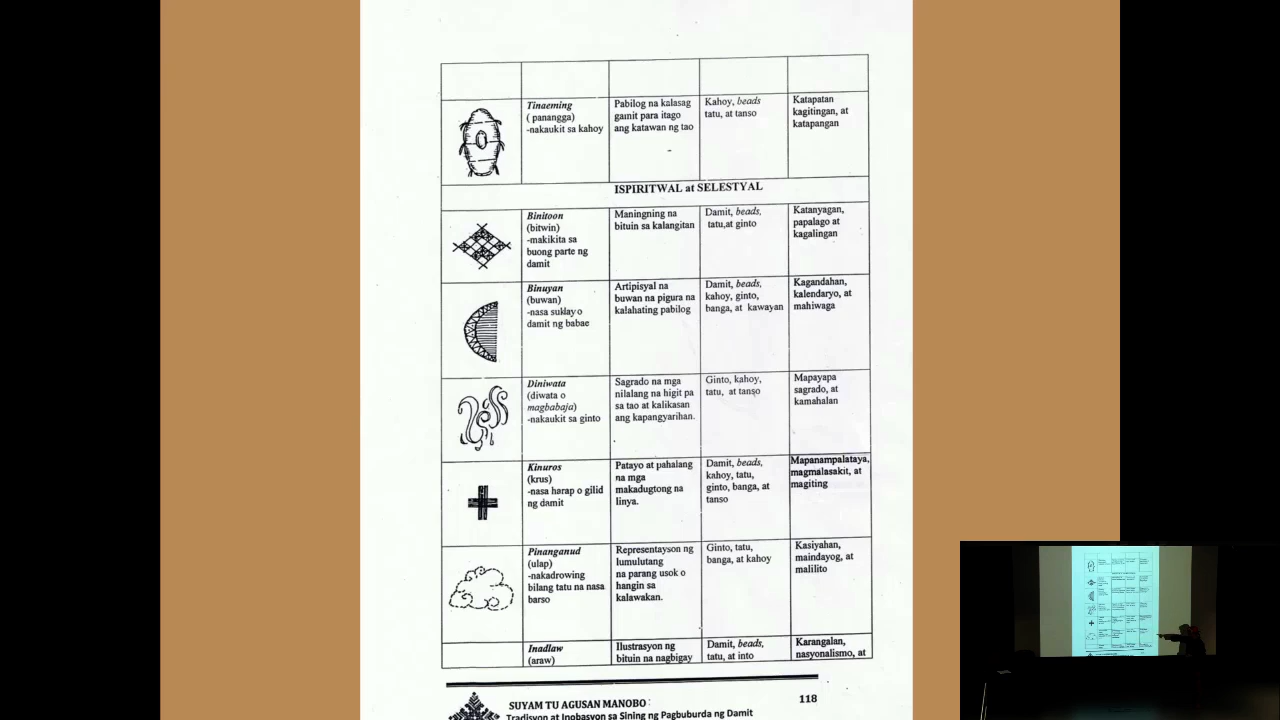 Tinaeming
( panangga)
-nakaukit sa kahoy
Pabilog na kalasag
gamit para itago
ang katawan ng tao
Kahoy, beads
tatu, at tanso
Katapatan
kagitingan, at
katapangan
ISPIRITWAL at SELESTYAL
Binitoon
(bitwin)
-makikita sa
buong parte ng
damit
Maningning na
bituin sa kalangitan
Damit, beads,
tatu,at ginto
Katanyagan,
papalago at
kagalingan
Binuyan
(buwan)
-nasa suklay o
damit ng babae
Artipisyal na
buwan na pigura na
kalahating pabilog
Damit, beads,
kahoy, ginto,
banga, at kawayan
Kagandahan,
kalendaryo, at
mahiwaga
Diniwata
(diwata o
magbabaja)
-nakaukit sa ginto
Sagrado na mga
nilalang na higit pa
sa tao at kalikasan
ang kapangyarihan.
Ginto, kahoy,
tatu, at tanso
Mapayapa
sagrado, at
kamahalan
Kinuros
(krus)
-nasa harap o gilid
ng damit
Patayo at pahalang
na mga
makadugtong na
linya.
Damit, beads,
kahoy, tatu,
ginto, banga, at
tanso
Mapanampalataya,
magmalasakit, at
magiting
Pinanganud
(ulap)
-nakadrowing
bilang tatu na nasa
barso
Representayson ng
lumulutang
na parang usok o
hangin sa
kalawakan.
Ginto, tatu,
banga, at kahoy
Kasiyahan,
maindayog, at
malilito
Inadlaw
(araw)
Ilustrasyon ng
bituin na nagbigay
Damit, beads,
tatu, at into
Karangalan,
nasyonalismo, at
SUYAM TU AGUSAN MANOBO:
Tradisyon at Inobasyon sa Sining ng Pagbuburda ng Damit
118